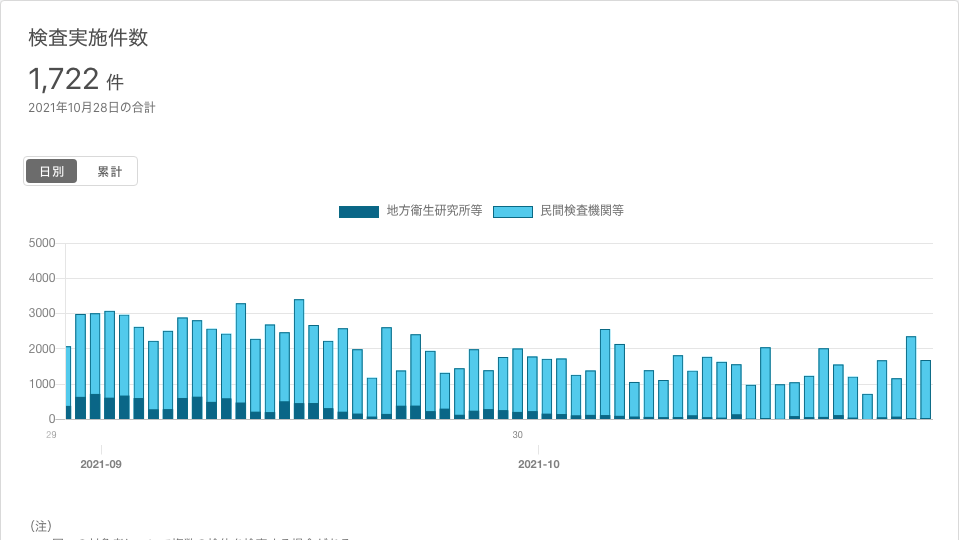 検査実施件数
1,722 件
2021年10月28日の合計
日別 累計
地方衛生研究所等 民間検査機関等
5000
4000
3000
2000
1000
0
29 30
2021-09 2021-10
（注）